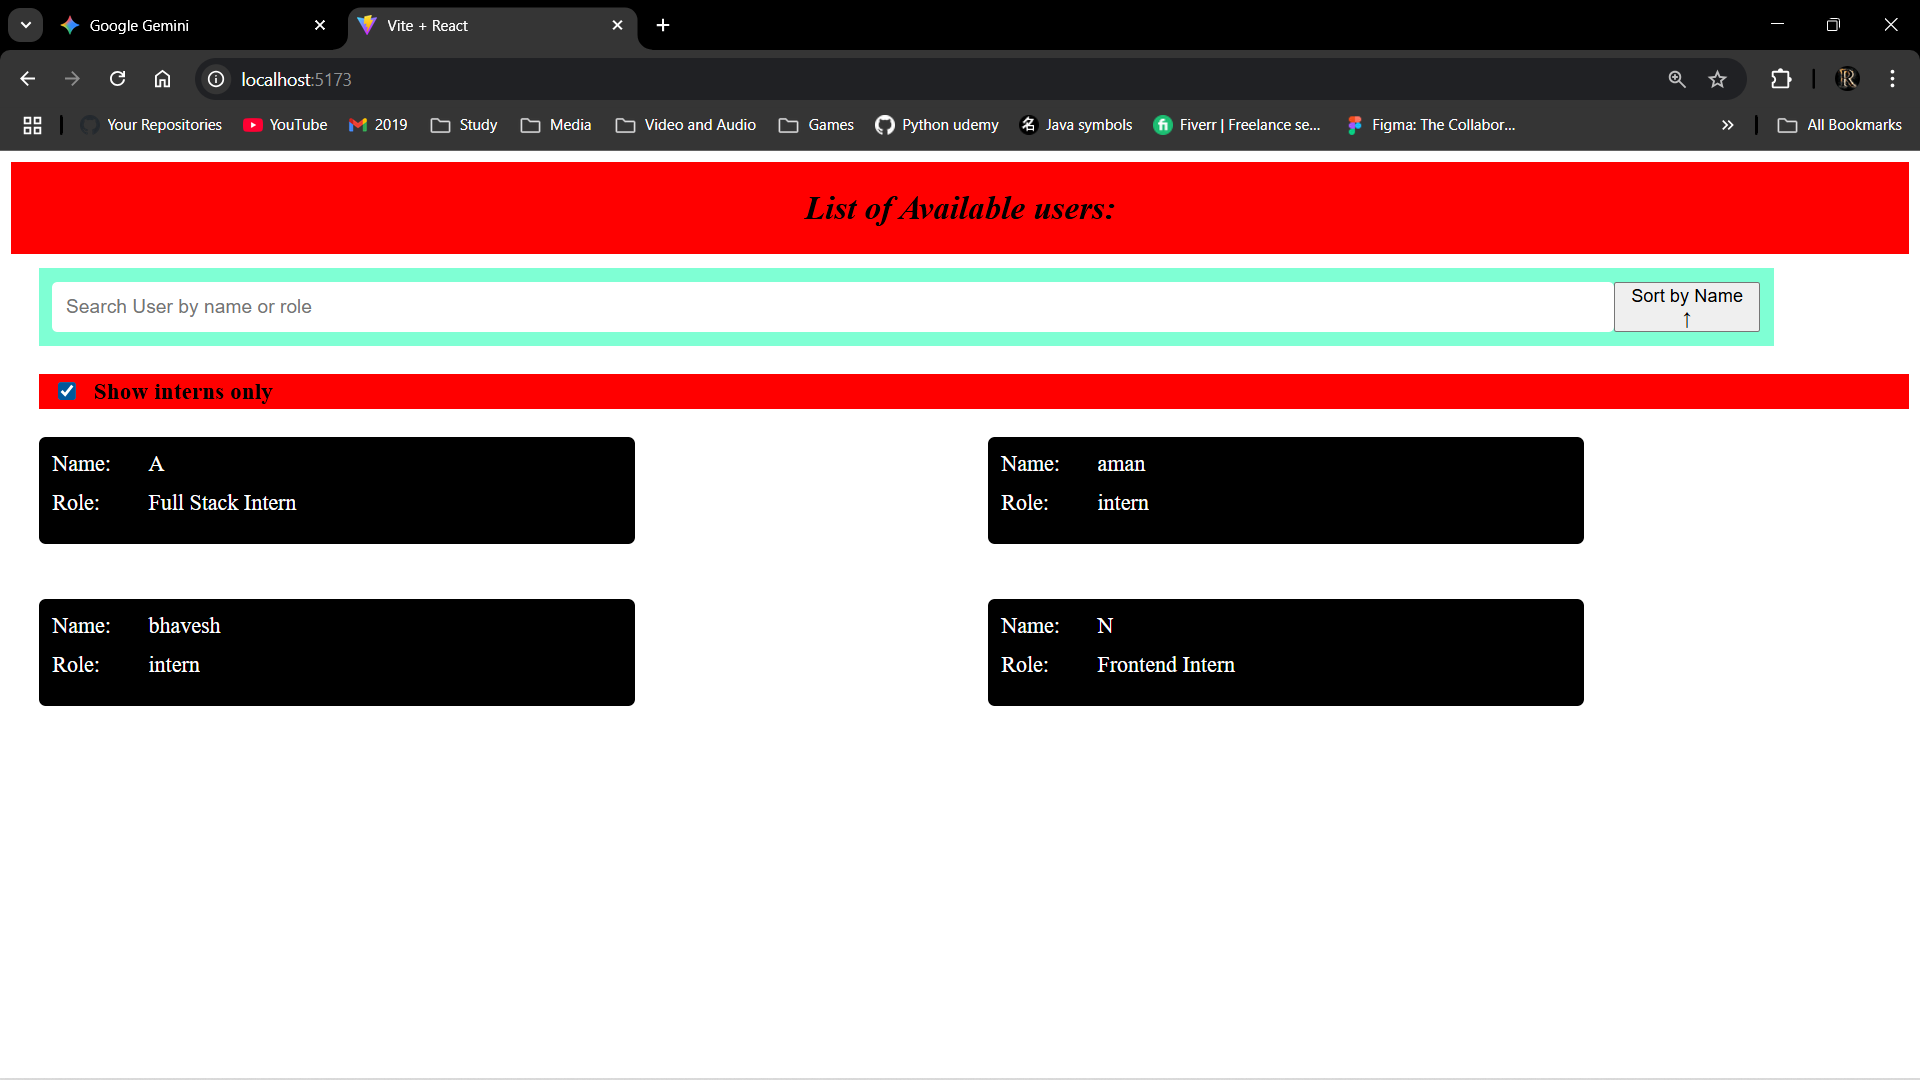 Google Gemini
Vite + React
localhost:5173
Your Repositories
YouTube
2019
Study
Media
Video and Audio
Games
Python udemy
名
Java symbols
fi
Fiverr | Freelance se...
Figma: The Collabor...
All Bookmarks
List of Available users:
Search User by name or role
Sort by Name
↑
Show interns only
Name: A
Role: Full Stack Intern
Name: aman
Role: intern
Name: bhavesh
Role: intern
Name: N
Role: Frontend Intern